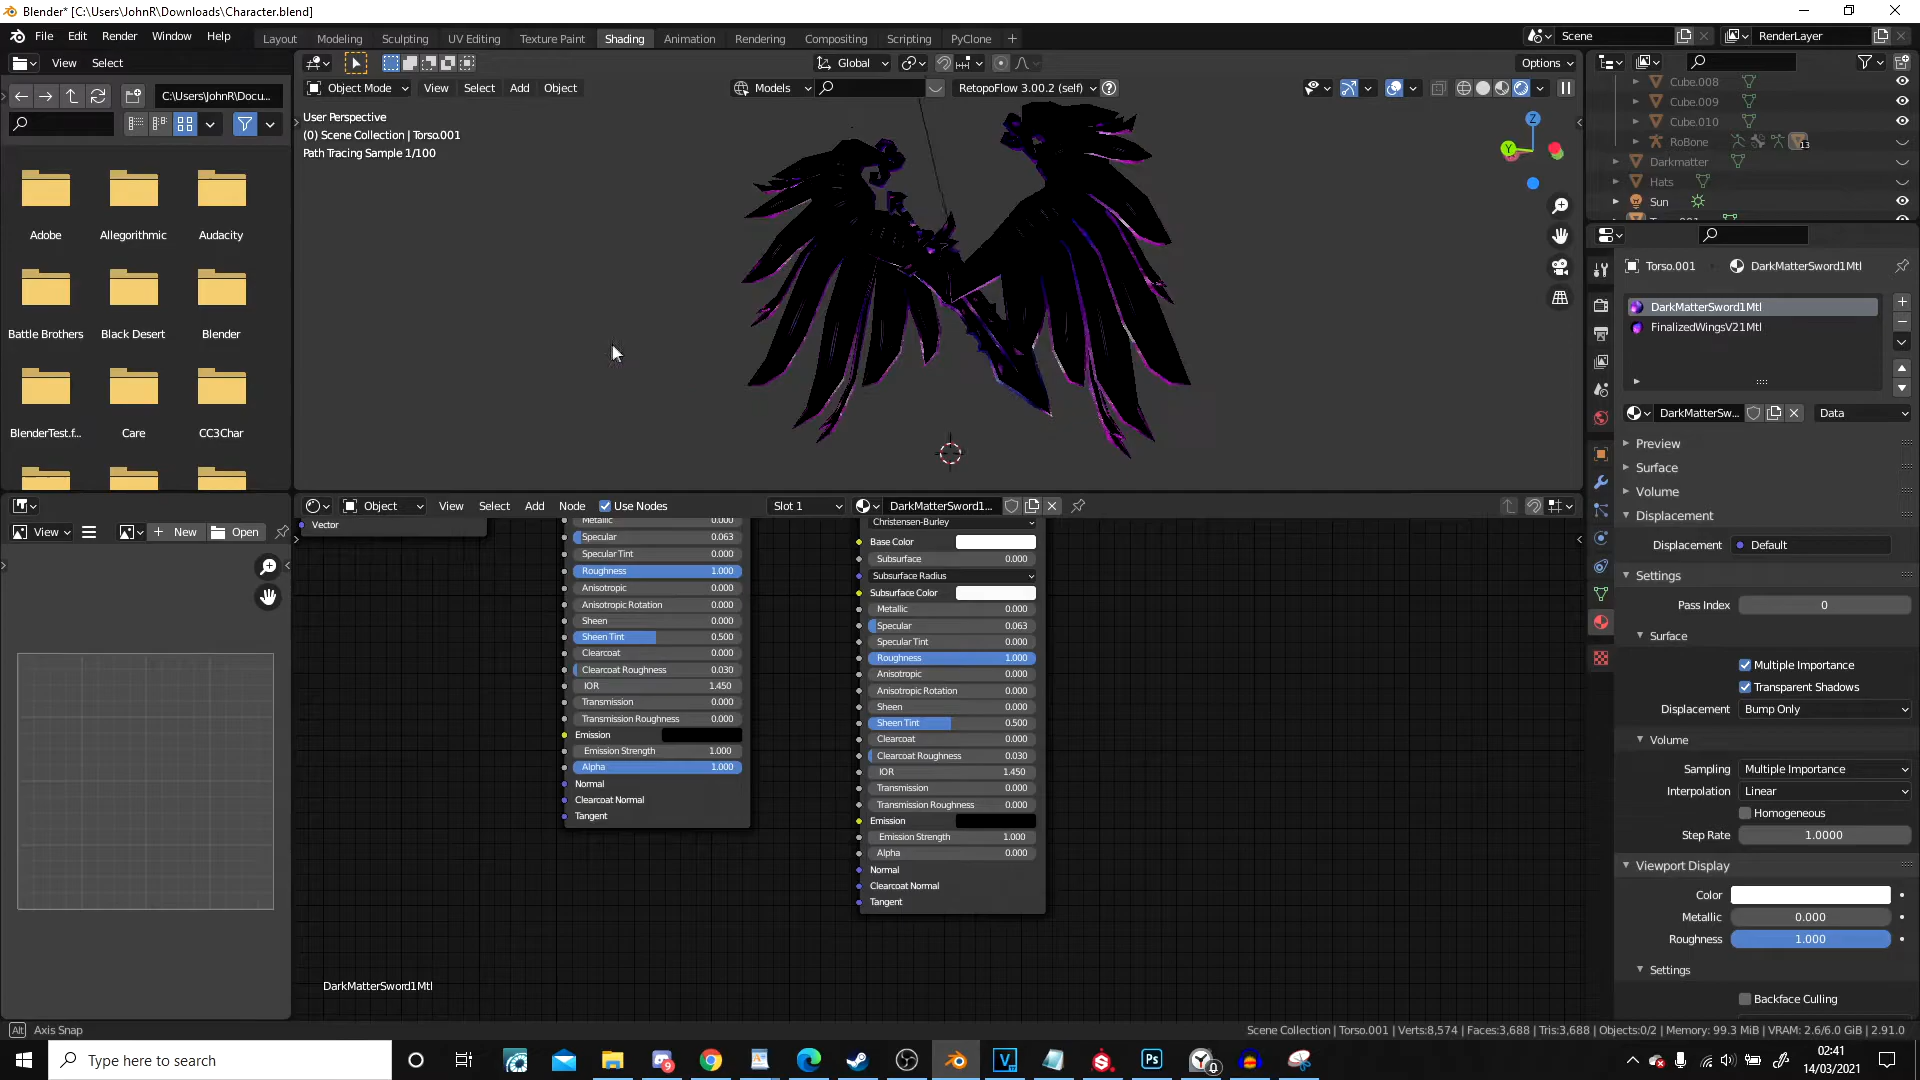 Blender* [C:\Users\JohnR\Downloads\Character.blend]
File Edit Render Window Help
Layout Modeling Sculpting UV Editing Texture Paint Shading Animation Rendering Compositing Scripting PyClone
Scene RenderLayer
View Select
Global Options
C:\Users\JohnR\Docu...
Object Mode View Select Add Object Models RetopoFlow 3.00.2 (self)
User Perspective
(0) Scene Collection | Torso.001
Path Tracing Sample 1/100
Z
Y
Cube.008
Cube.009
Cube.010
RoBone
13
Darkmatter
Hats
Sun
Adobe Allegorithmic Audacity
Battle Brothers Black Desert Blender
BlenderTest.f... Care CC3Char
Torso.001 DarkMatterSword1Mtl
DarkMatterSword1Mtl
FinalizedWingsV21Mtl
DarkMatterSw... Data
Preview
Surface
Volume
Displacement
Displacement Default
Settings
Pass Index 0
Surface
Multiple Importance
Transparent Shadows
Displacement Bump Only
Volume
Sampling Multiple Importance
Interpolation Linear
Homogeneous
Step Rate 1.0000
Viewport Display
Color
Metallic 0.000
Roughness 1.000
Settings
Backface Culling
Object View Select Add Node Use Nodes Slot 1 DarkMatterSword1...
View New Open
Vector
Metallic 0.000
Specular 0.063
Specular Tint 0.000
Roughness 1.000
Anisotropic 0.000
Anisotropic Rotation 0.000
Sheen 0.000
Sheen Tint 0.500
Clearcoat 0.000
Clearcoat Roughness 0.030
IOR 1.450
Transmission 0.000
Transmission Roughness 0.000
Emission
Emission Strength 1.000
Alpha 1.000
Normal
Clearcoat Normal
Tangent
Christensen-Burley
Base Color
Subsurface 0.000
Subsurface Radius
Subsurface Color
Metallic 0.000
Specular 0.063
Specular Tint 0.000
Roughness 1.000
Anisotropic 0.000
Anisotropic Rotation 0.000
Sheen 0.000
Sheen Tint 0.500
Clearcoat 0.000
Clearcoat Roughness 0.030
IOR 1.450
Transmission 0.000
Transmission Roughness 0.000
Emission
Emission Strength 1.000
Alpha 0.000
Normal
Clearcoat Normal
Tangent
DarkMatterSword1Mtl
Alt Axis Snap
Scene Collection | Torso.001 | Verts:8,574 | Faces:3,688 | Tris:3,688 | Objects:0/2 | Memory: 99.3 MiB | VRAM: 2.6/6.0 GiB | 2.91.0
Type here to search
Ps
02:41
14/03/2021